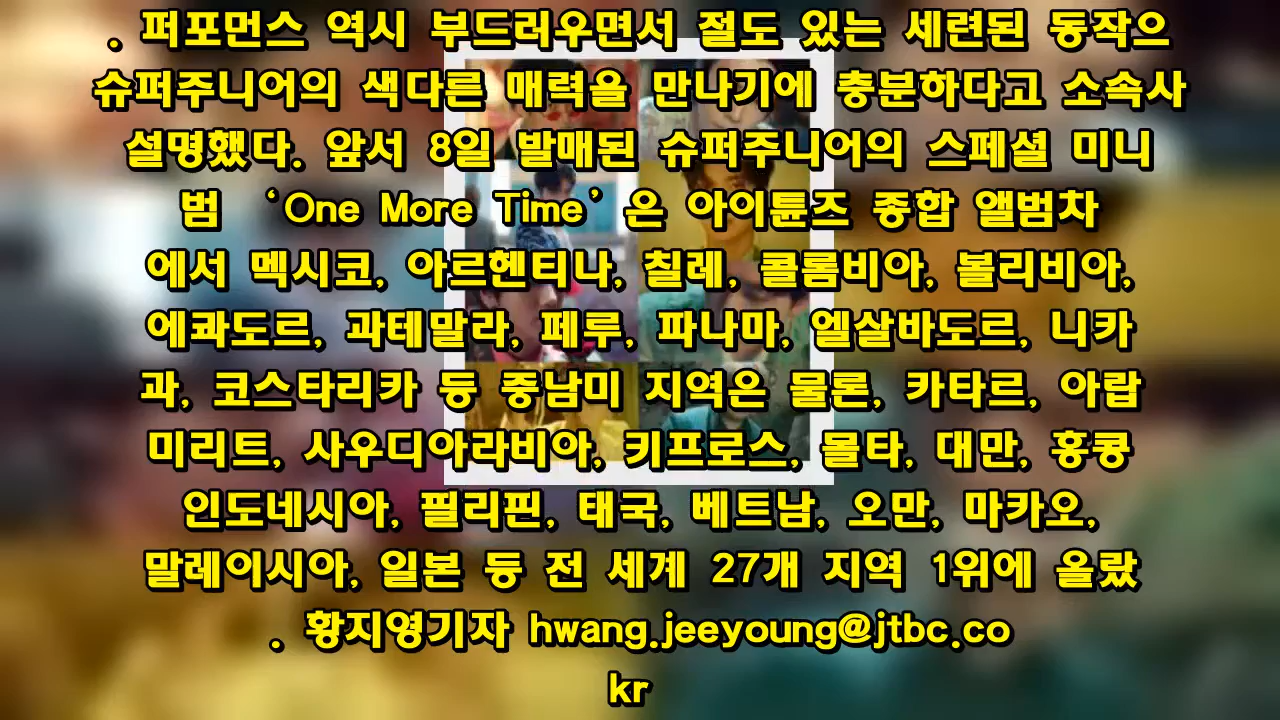 . 퍼포먼스 역시 부드러우면서 절도 있는 세련된 동작으
슈퍼주니어의 색다른 매력을 만나기에 충분하다고 소속사
설명했다. 앞서 8일 발매된 슈퍼주니어의 스페셜 미니
범 ‘One More Time’은 아이튠즈 종합 앨범차
에서 멕시코, 아르헨티나, 칠레, 콜롬비아, 볼리비아,
에콰도르, 과테말라, 페루, 파나마, 엘살바도르, 니카
과, 코스타리카 등 중남미 지역은 물론, 카타르, 아랍
미리트, 사우디아라비아, 키프로스, 몰타, 대만, 홍콩
인도네시아, 필리핀, 태국, 베트남, 오만, 마카오,
말레이시아, 일본 등 전 세계 27개 지역 1위에 올랐
. 황지영기자 hwang.jeeyoung@jtbc.co
kr